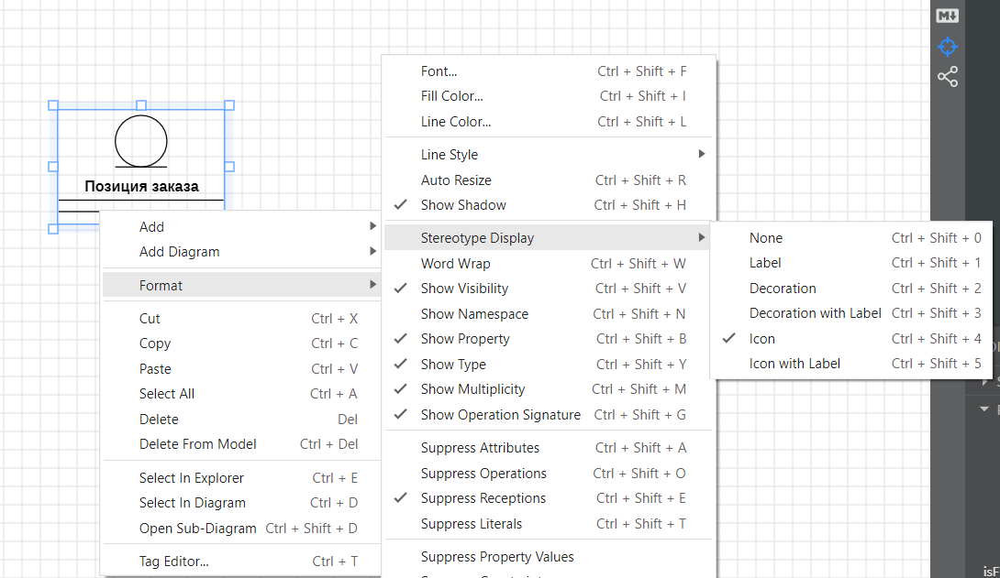 M↓
Позиция заказа
Add
Add Diagram
Format
Cut Ctrl + X
Copy Ctrl + C
Paste Ctrl + V
Select All Ctrl + A
Delete Del
Delete From Model Ctrl + Del
Select In Explorer Ctrl + E
Select In Diagram Ctrl + D
Open Sub-Diagram Ctrl + Shift + D
Tag Editor... Ctrl + T
Font... Ctrl + Shift + F
Fill Color... Ctrl + Shift + I
Line Color... Ctrl + Shift + L
Line Style
Auto Resize Ctrl + Shift + R
Show Shadow Ctrl + Shift + H
Stereotype Display
Word Wrap Ctrl + Shift + W
Show Visibility Ctrl + Shift + V
Show Namespace Ctrl + Shift + N
Show Property Ctrl + Shift + B
Show Type Ctrl + Shift + Y
Show Multiplicity Ctrl + Shift + M
Show Operation Signature Ctrl + Shift + G
Suppress Attributes Ctrl + Shift + A
Suppress Operations Ctrl + Shift + O
Suppress Receptions Ctrl + Shift + E
Suppress Literals Ctrl + Shift + T
Suppress Property Values
None Ctrl + Shift + 0
Label Ctrl + Shift + 1
Decoration Ctrl + Shift + 2
Decoration with Label Ctrl + Shift + 3
Icon Ctrl + Shift + 4
Icon with Label Ctrl + Shift + 5